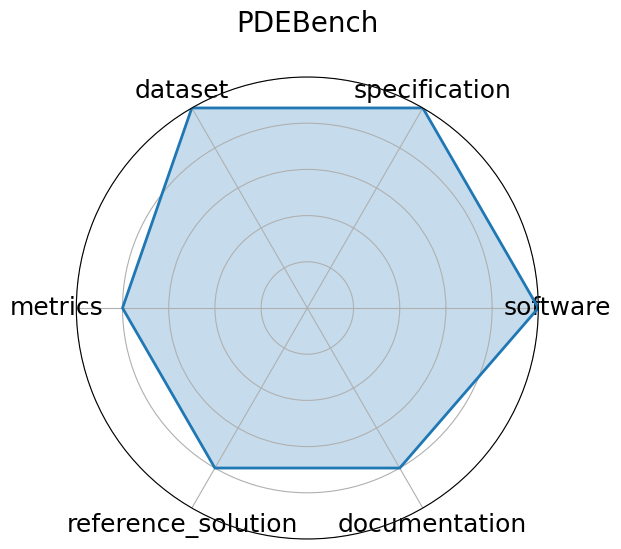 PDEBench
dataset
specification
metrics
software
reference_solution
documentation